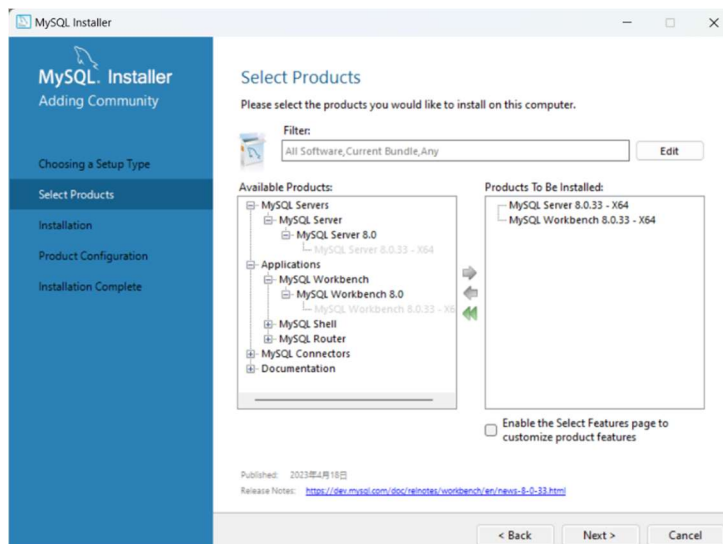 MySQL Installer
MySQL. Installer
Adding Community
Choosing a Setup Type
Select Products
Installation
Product Configuration
Installation Complete
Select Products
Please select the products you would like to install on this computer.
Filter:
All Software,Current Bundle,Any
Edit
Available Products:
MySQL Servers
MySQL Server
MySQL Server 8.0
MySQL Server 8.0.33 - X64
Applications
MySQL Workbench
MySQL Workbench 8.0
MySQL Workbench 8.0.33 - X6
MySQL Shell
MySQL Router
MySQL Connectors
Documentation
Products To Be Installed:
MySQL Server 8.0.33 - X64
MySQL Workbench 8.0.33 - X64
Enable the Select Features page to
customize product features
Published: 2023年4月18日
Release Notes: https://dev.mysql.com/doc/relnotes/workbench/en/news-8-0-33.html
< Back
Next >
Cancel